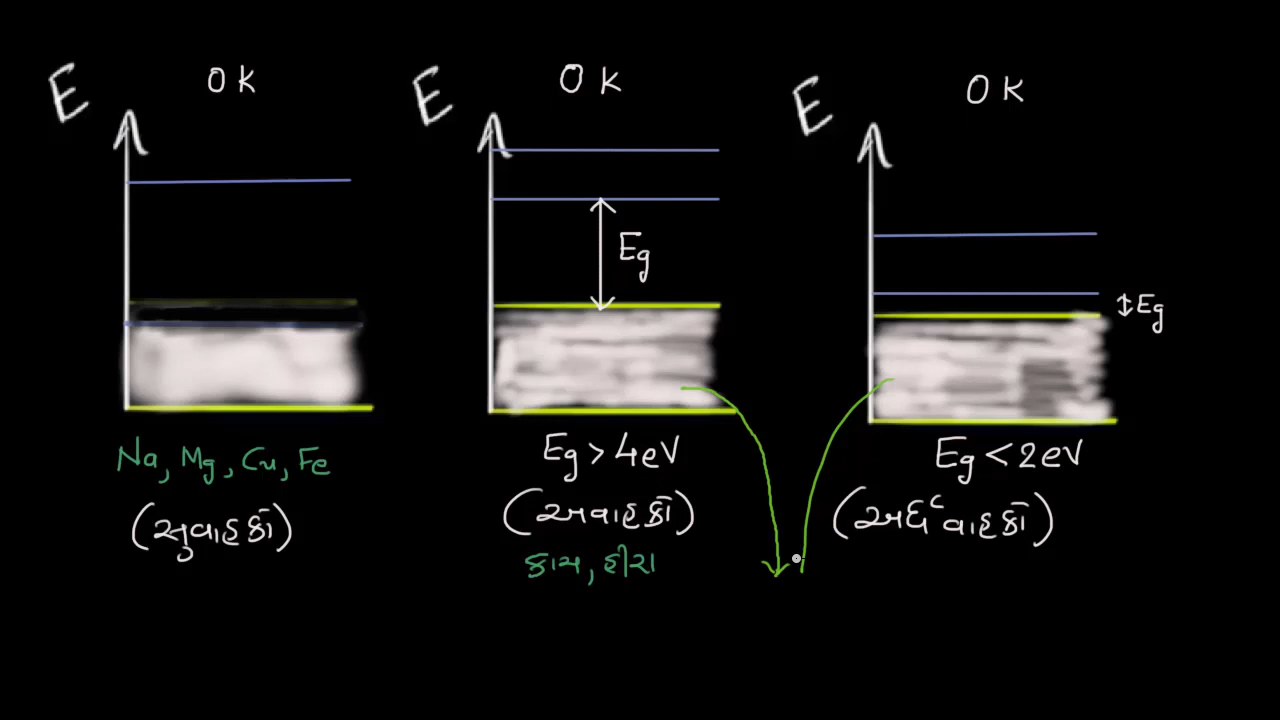 E
0 K
Na, Mg, Cu, Fe
(સુવાહકો)
E
0 K
Eg
Eg > 4eV
(અવાહકો)
કાચ, હીરા
E
0 K
Eg
Eg < 2eV
(અર્ધવાહકો)